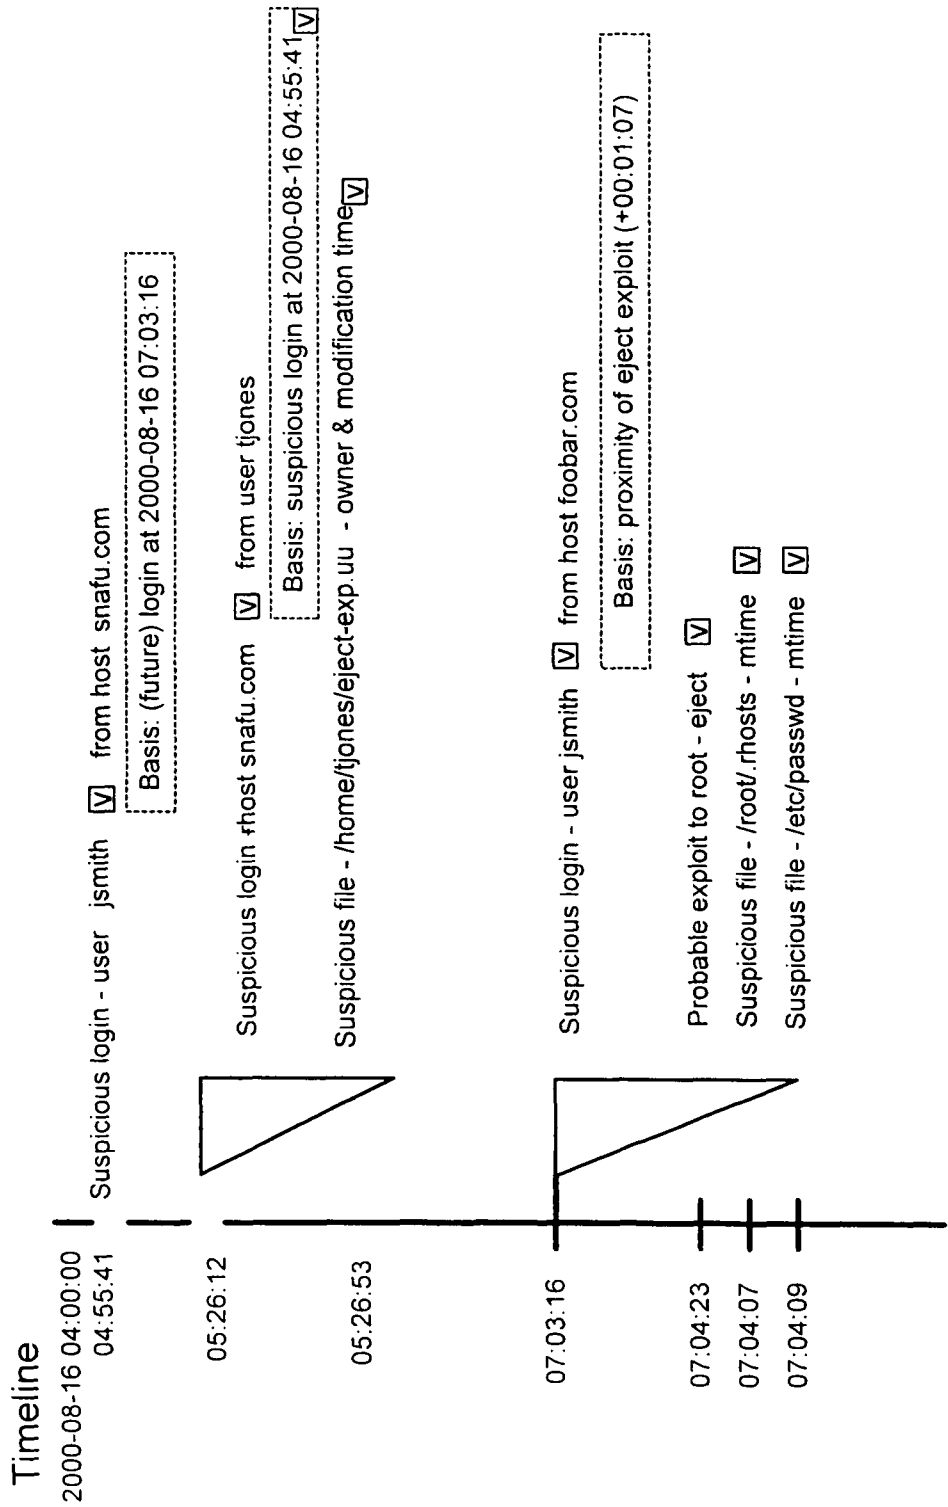 Timeline
2000-08-16 04:00:00
04:55:41 Suspicious login - user jsmith V from host snafu.com
Basis: (future) login at 2000-08-16 07:03:16
05:26:12 Suspicious login rhost snafu.com V from user tjones
Basis: suspicious login at 2000-08-16 04:55:41 V
05:26:53 Suspicious file - /home/tjones/eject-exp.uu - owner & modification time V
07:03:16 Suspicious login - user jsmith V from host foobar.com
Basis: proximity of eject exploit (+00:01:07)
07:04:23 Probable exploit to root - eject V
07:04:07 Suspicious file - /root/.rhosts - mtime V
07:04:09 Suspicious file - /etc/passwd - mtime V